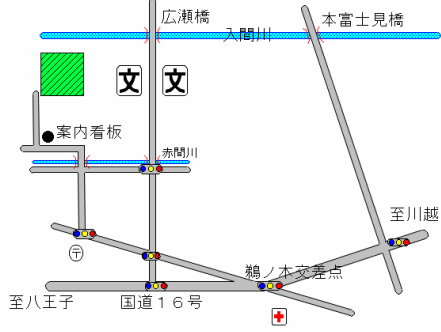 広瀬橋
本富士見橋
入間川
文 文
案内看板
赤間川
至川越
〒
鵜ノ木交差点
至八王子
国道16号